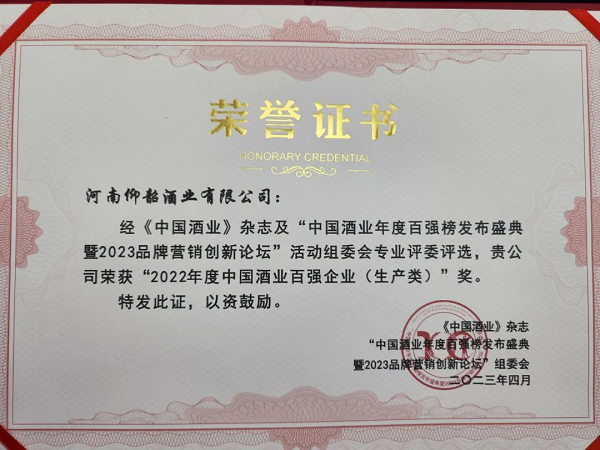 荣誉证书
HONORARY CREDENTIAL
河南仰韶酒业有限公司：
经《中国酒业》杂志及“中国酒业年度百强榜发布盛典
暨2023品牌营销创新论坛”活动组委会专业评委评选，贵公
司荣获“2022年度中国酒业百强企业（生产类）”奖。
特发此证，以资鼓励。
《中国酒业》杂志
“中国酒业年度百强榜发布盛典
暨2023品牌营销创新论坛”组委会
二〇二三年四月